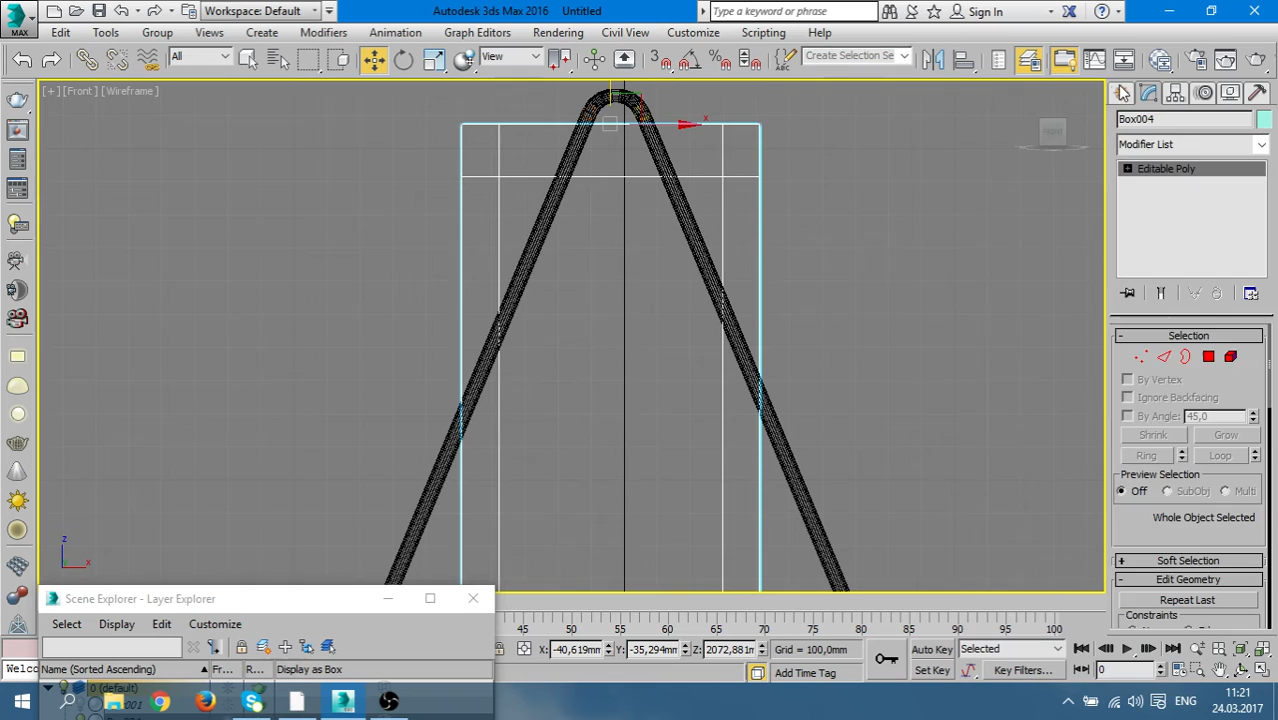 Workspace: Default
Autodesk 3ds Max 2016    Untitled
Type a keyword or phrase
Sign In
MAX
Edit Tools Group Views Create Modifiers Animation Graph Editors Rendering Civil View Customize Scripting Help
All
View
3
Create Selection Se
[+] [Front] [Wireframe]
x
FRONT
Box004
Modifier List
Editable Poly
Selection
By Vertex
Ignore Backfacing
By Angle: 45,0
Shrink Grow
Ring Loop
Preview Selection
Off SubObj Multi
Whole Object Selected
Soft Selection
Edit Geometry
Repeat Last
Constraints
z
x
Scene Explorer - Layer Explorer
Select Display Edit Customize
Name (Sorted Ascending) Fr... R... Display as Box
0 (default)
45 50 55 60 65 70 75 80 85 90 95 100
X: -40,619mm Y: -35,294mm Z: 2072,881m Grid = 100,0mm
Add Time Tag
Auto Key Selected
Set Key Key Filters...
0
Welco
ENG
11:21
24.03.2017